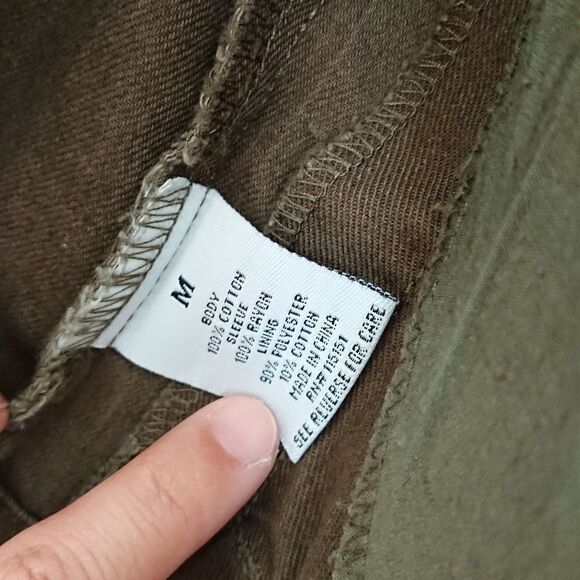 M
BODY
100% COTTON
SLEEVE
100% RAYON
LINING
90% POLYESTER
10% COTTON
MADE IN CHINA
RN# 115151
SEE REVERSE FOR CARE